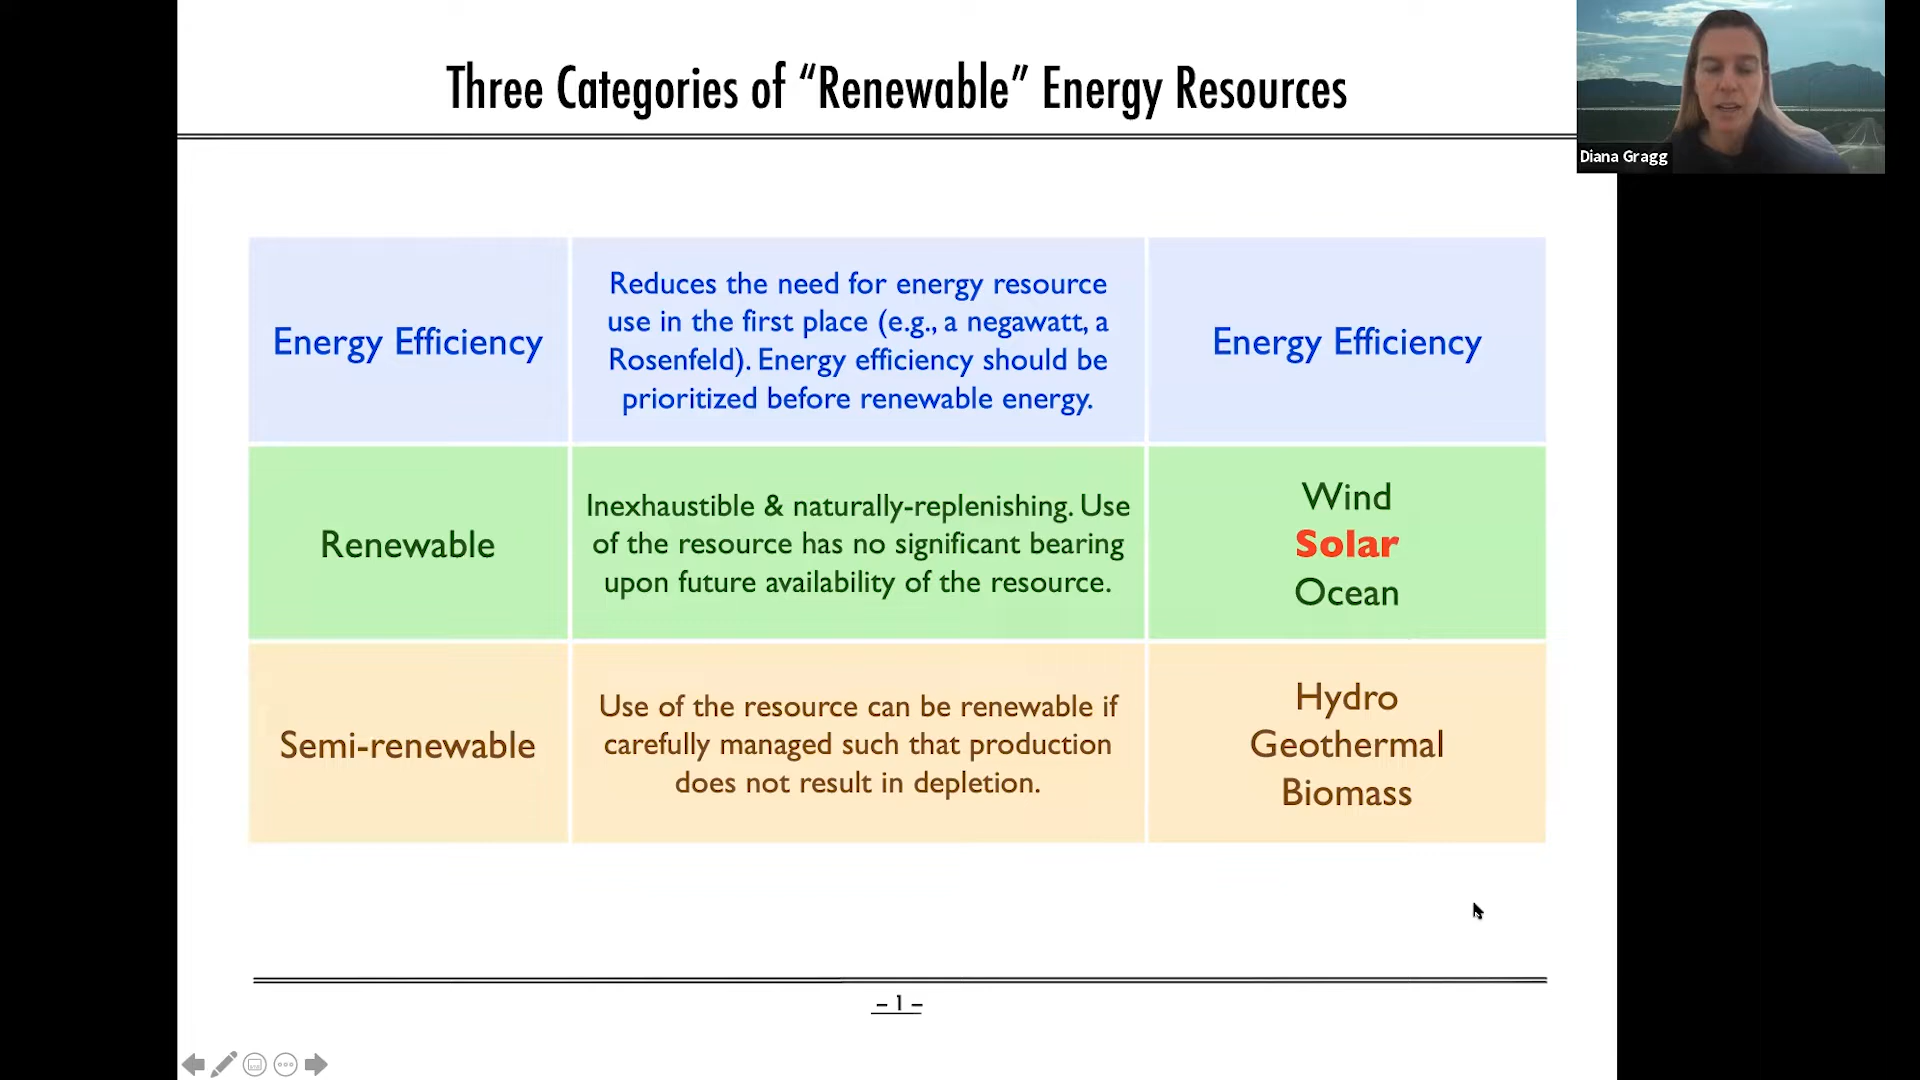 Three Categories of “Renewable” Energy Resources
Diana Gragg
Energy Efficiency
Reduces the need for energy resource
use in the first place (e.g., a negawatt, a
Rosenfeld). Energy efficiency should be
prioritized before renewable energy.
Energy Efficiency
Renewable
Inexhaustible & naturally-replenishing. Use
of the resource has no significant bearing
upon future availability of the resource.
Wind
Solar
Ocean
Semi-renewable
Use of the resource can be renewable if
carefully managed such that production
does not result in depletion.
Hydro
Geothermal
Biomass
– 1 –